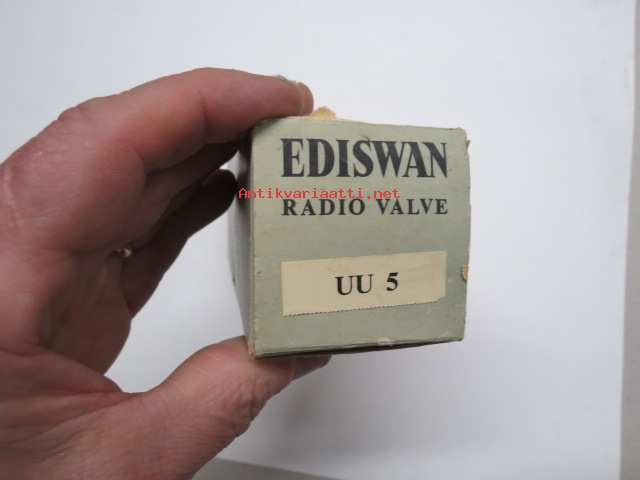 EDISWAN
Antikvariaatti.net
RADIO VALVE
UU 5